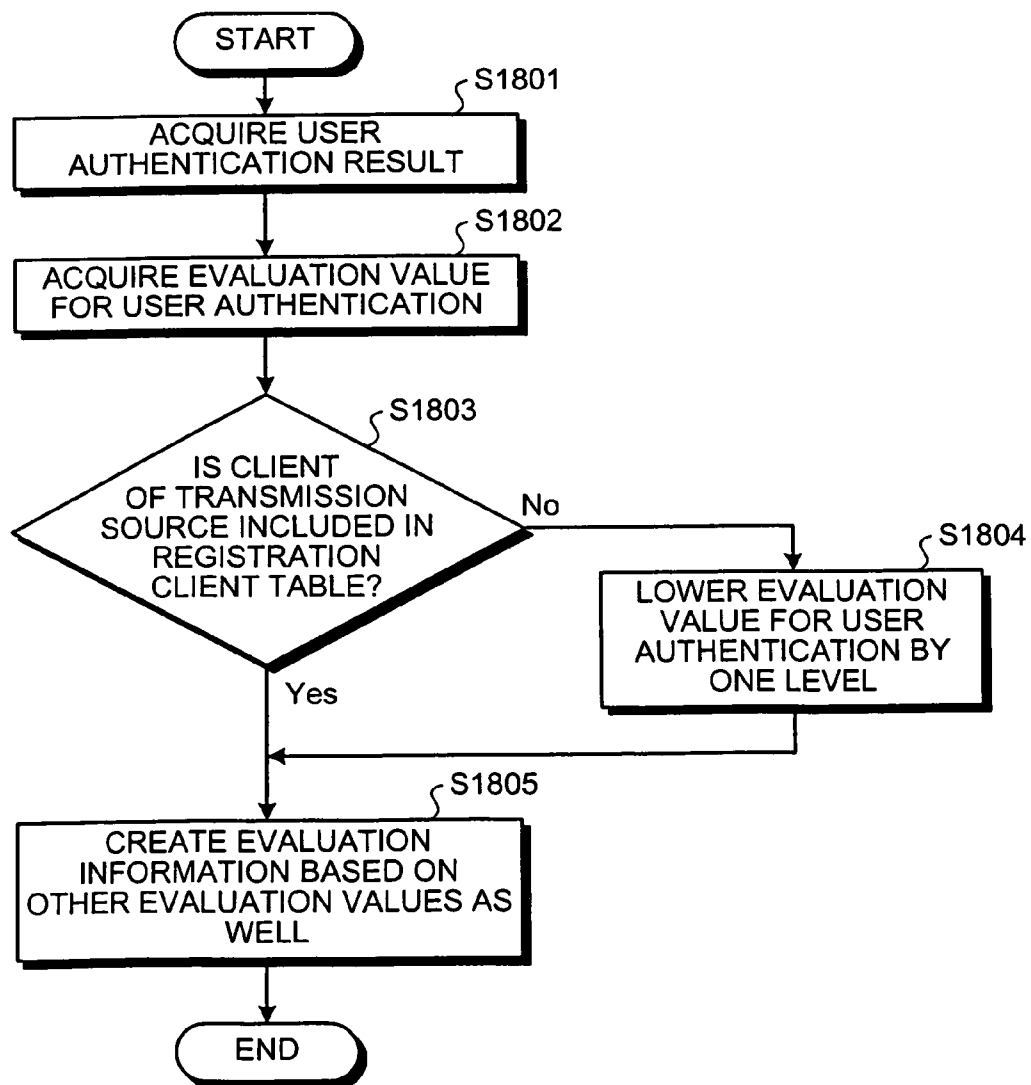 START
S1801
ACQUIRE USER
AUTHENTICATION RESULT
S1802
ACQUIRE EVALUATION VALUE
FOR USER AUTHENTICATION
S1803
IS CLIENT
OF TRANSMISSION
SOURCE INCLUDED IN
REGISTRATION
CLIENT TABLE?
No
S1804
LOWER EVALUATION
VALUE FOR USER
AUTHENTICATION BY
ONE LEVEL
Yes
S1805
CREATE EVALUATION
INFORMATION BASED ON
OTHER EVALUATION VALUES AS
WELL
END